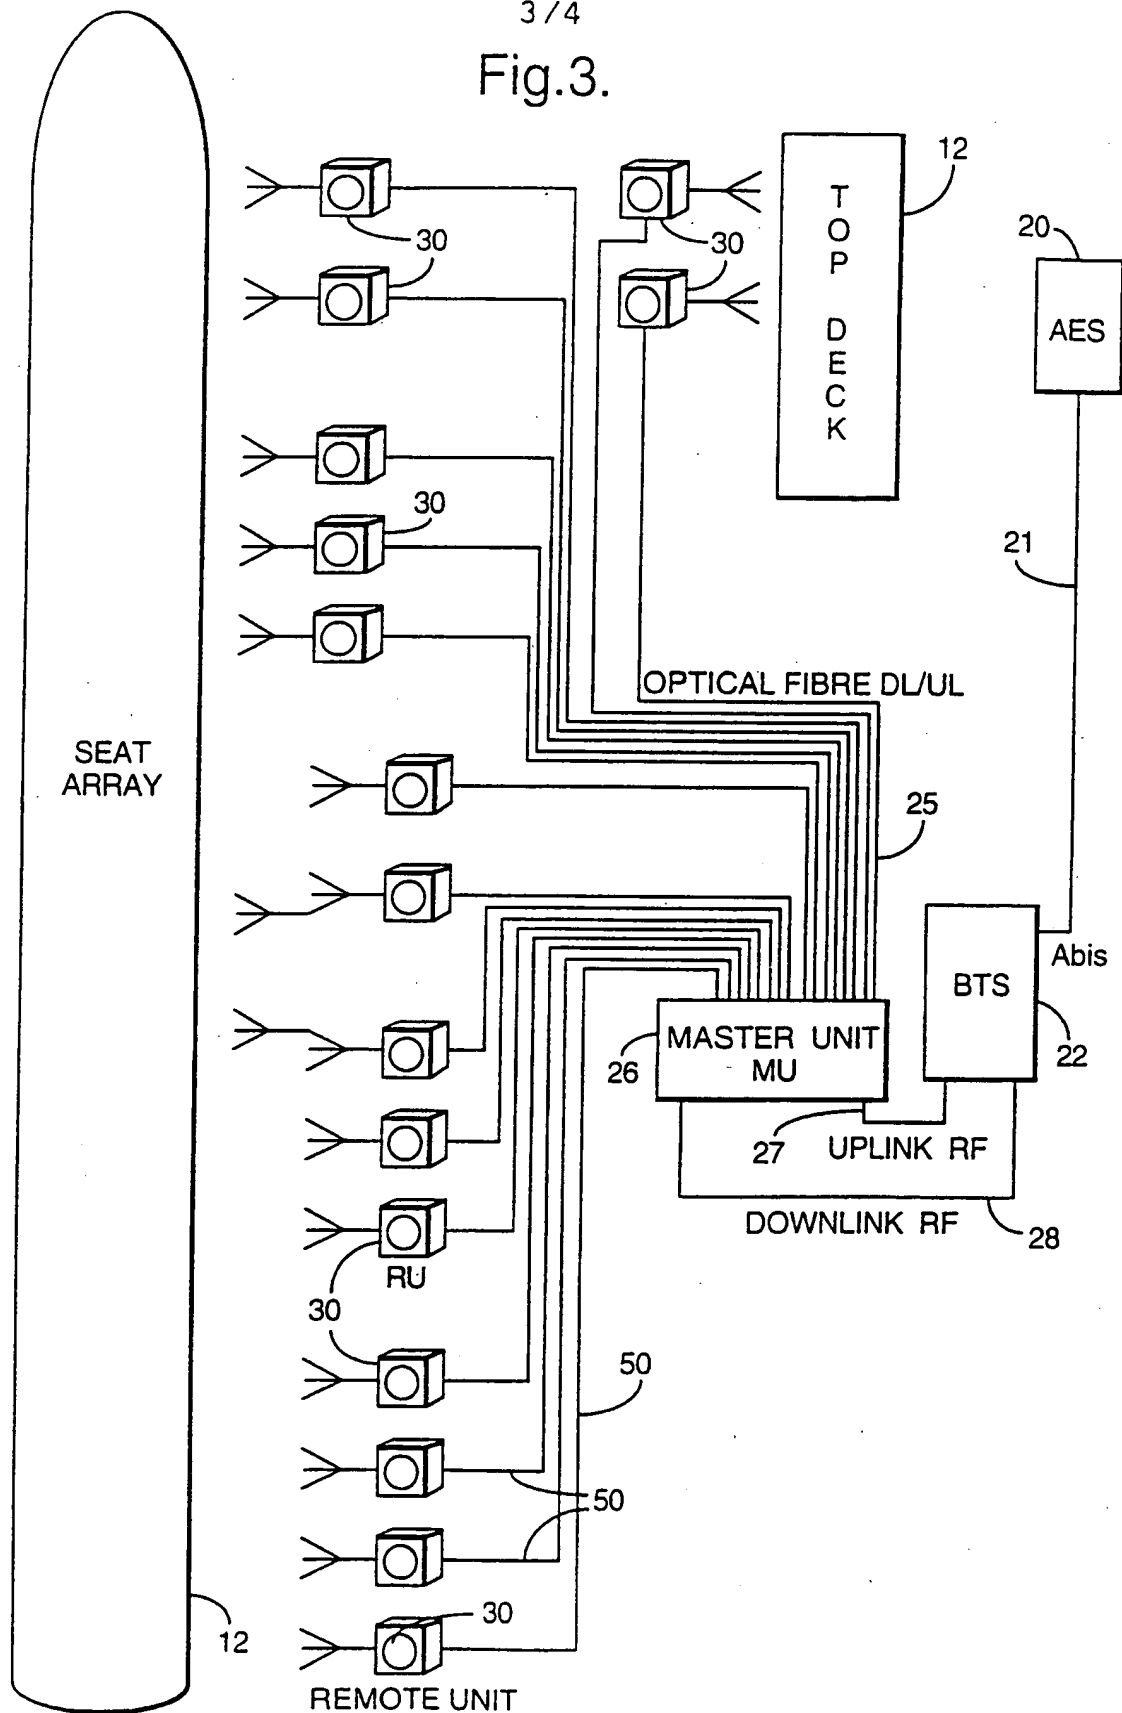 3/4
Fig.3.
12
TOP DECK
20
AES
30
30
30
21
OPTICAL FIBRE DL/UL
SEAT
ARRAY
25
Abis
BTS
MASTER UNIT
MU
26
22
27
UPLINK RF
DOWNLINK RF
28
RU
30
50
50
30
12
REMOTE UNIT